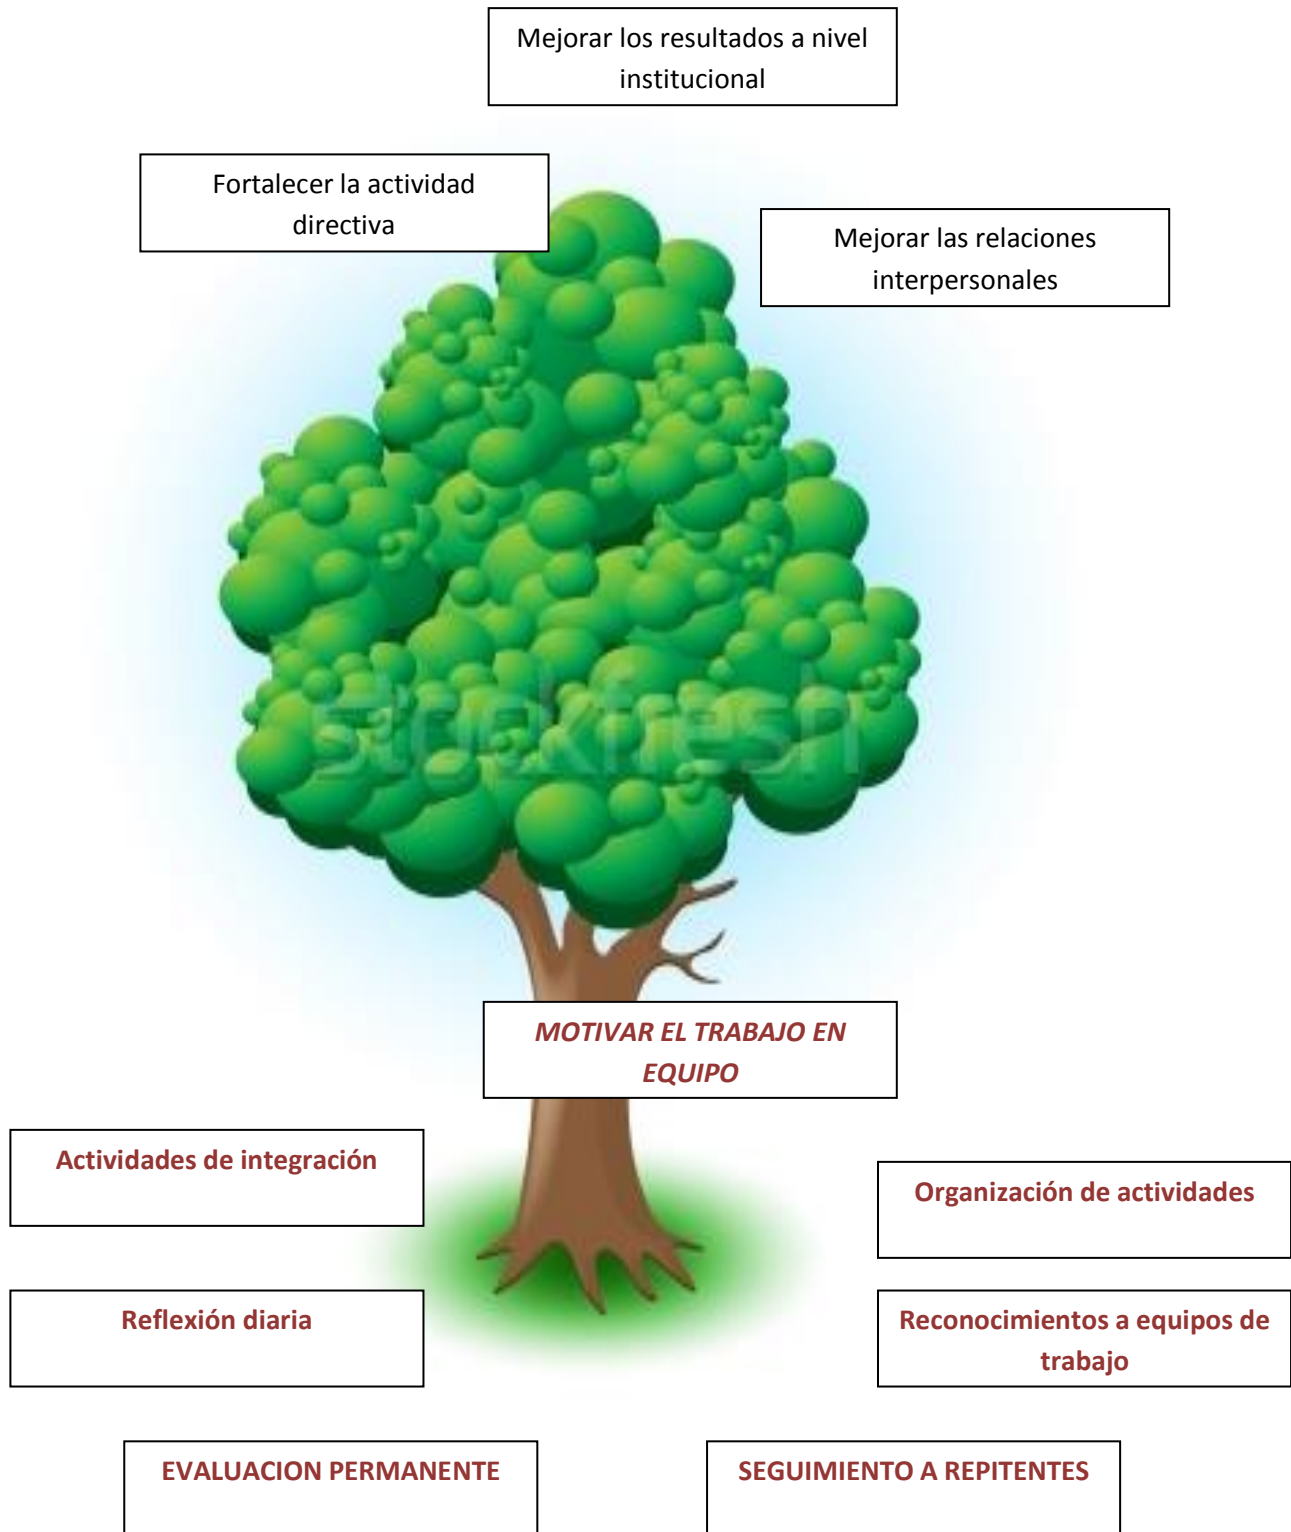 Mejorar los resultados a nivel
institucional
Fortalecer la actividad
directiva
Mejorar las relaciones
interpersonales
stockfresh
MOTIVAR EL TRABAJO EN
EQUIPO
Actividades de integración
Organización de actividades
Reflexión diaria
Reconocimientos a equipos de
trabajo
EVALUACION PERMANENTE
SEGUIMIENTO A REPITENTES